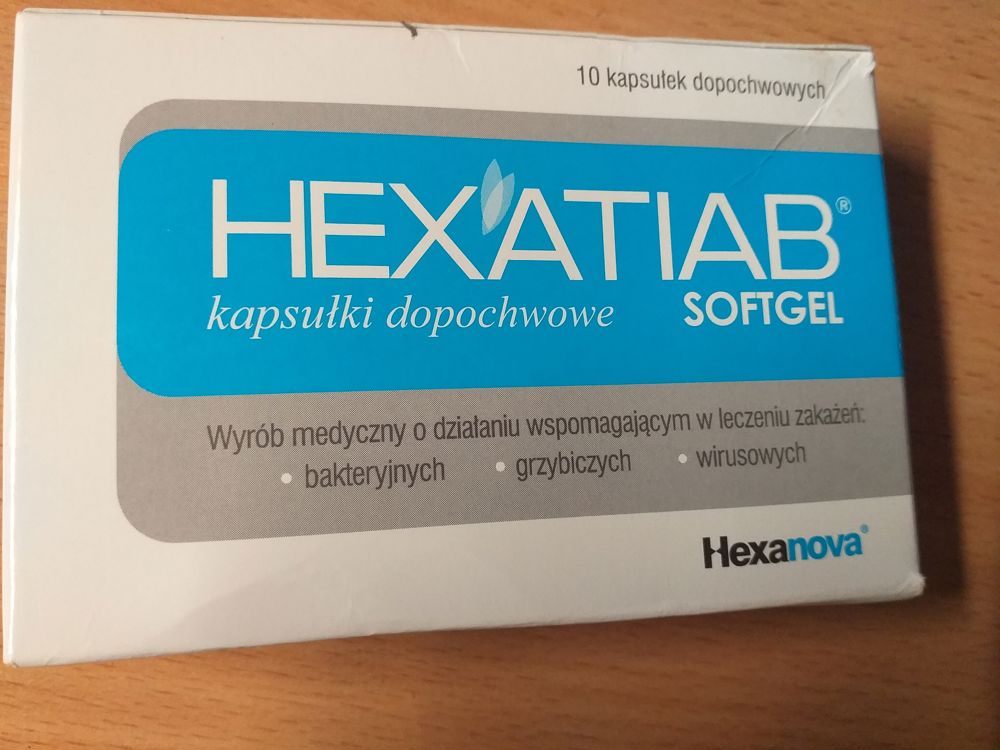 10 kapsułek dopochwowych
HEXATIAB®
kapsułki dopochwowe SOFTGEL
Wyrób medyczny o działaniu wspomagającym w leczeniu zakażeń:
• bakteryjnych • grzybiczych • wirusowych
Hexanova®